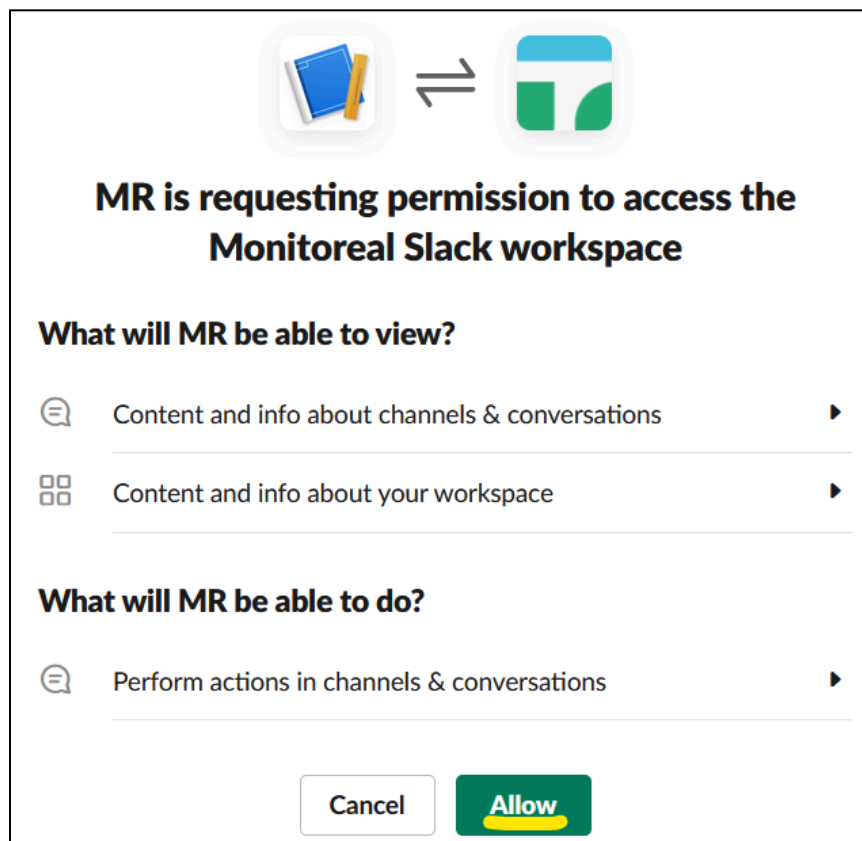 MR is requesting permission to access the
Monitoreal Slack workspace
What will MR be able to view?
Content and info about channels & conversations
Content and info about your workspace
What will MR be able to do?
Perform actions in channels & conversations
Cancel
Allow